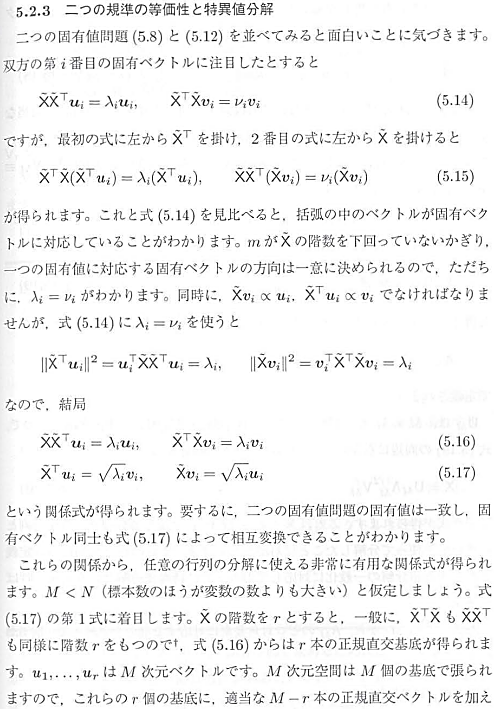 5.2.3 二つの規準の等価性と特異値分解
二つの固有値問題 (5.8) と (5.12) を並べてみると面白いことに気づきます。
双方の第 i 番目の固有ベクトルに注目したとすると
X̃X̃⊤uᵢ = λᵢuᵢ, X̃⊤X̃vᵢ = νᵢvᵢ (5.14)
ですが，最初の式に左から X̃⊤ を掛け，2 番目の式に左から X̃ を掛けると
X̃⊤X̃(X̃⊤uᵢ) = λᵢ(X̃⊤uᵢ), X̃X̃⊤(X̃vᵢ) = νᵢ(X̃vᵢ) (5.15)
が得られます。これと式 (5.14) を見比べると，括弧の中のベクトルが固有ベク
トルに対応していることがわかります。m が X̃ の階数を下回っていないかぎり，
一つの固有値に対応する固有ベクトルの方向は一意に決められるので，ただち
に，λᵢ = νᵢ がわかります。同時に，X̃vᵢ ∝ uᵢ, X̃⊤uᵢ ∝ vᵢ でなければなりま
せんが，式 (5.14) に λᵢ = νᵢ を使うと
‖X̃⊤uᵢ‖² = uᵢ⊤X̃X̃⊤uᵢ = λᵢ, ‖X̃vᵢ‖² = vᵢ⊤X̃⊤X̃vᵢ = λᵢ
なので，結局
X̃X̃⊤uᵢ = λᵢuᵢ, X̃⊤X̃vᵢ = λᵢvᵢ (5.16)
X̃⊤uᵢ = √λᵢvᵢ, X̃vᵢ = √λᵢuᵢ (5.17)
という関係式が得られます。要するに，二つの固有値問題の固有値は一致し，固
有ベクトル同士も式 (5.17) によって相互変換できることがわかります。
これらの関係から，任意の行列の分解に使える非常に有用な関係式が得られ
ます。M < N（標本数のほうが変数の数よりも大きい）と仮定しましょう。式
(5.17) の第 1 式に着目します。X̃ の階数を r とすると，一般に，X̃⊤X̃ も X̃X̃⊤
も同様に階数 r をもつので†，式 (5.16) からは r 本の正規直交基底が得られま
す。u₁,...,uᵣ は M 次元ベクトルです。M 次元空間は M 個の基底で張られ
ますので，これらの r 個の基底に，適当な M−r 本の正規直交ベクトルを加え